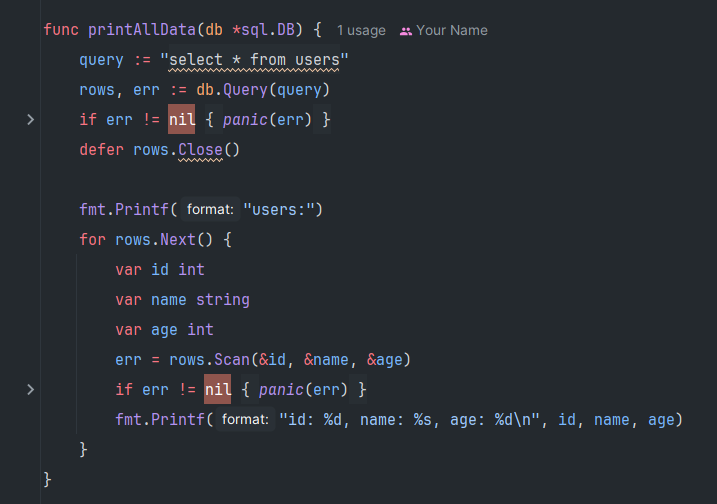 func printAllData(db *sql.DB) { 1 usage Your Name
query := "select * from users"
rows, err := db.Query(query)
if err != nil { panic(err) }
defer rows.Close()
fmt.Printf( format: "users:")
for rows.Next() {
var id int
var name string
var age int
err = rows.Scan(&id, &name, &age)
if err != nil { panic(err) }
fmt.Printf( format: "id: %d, name: %s, age: %d\n", id, name, age)
}
}